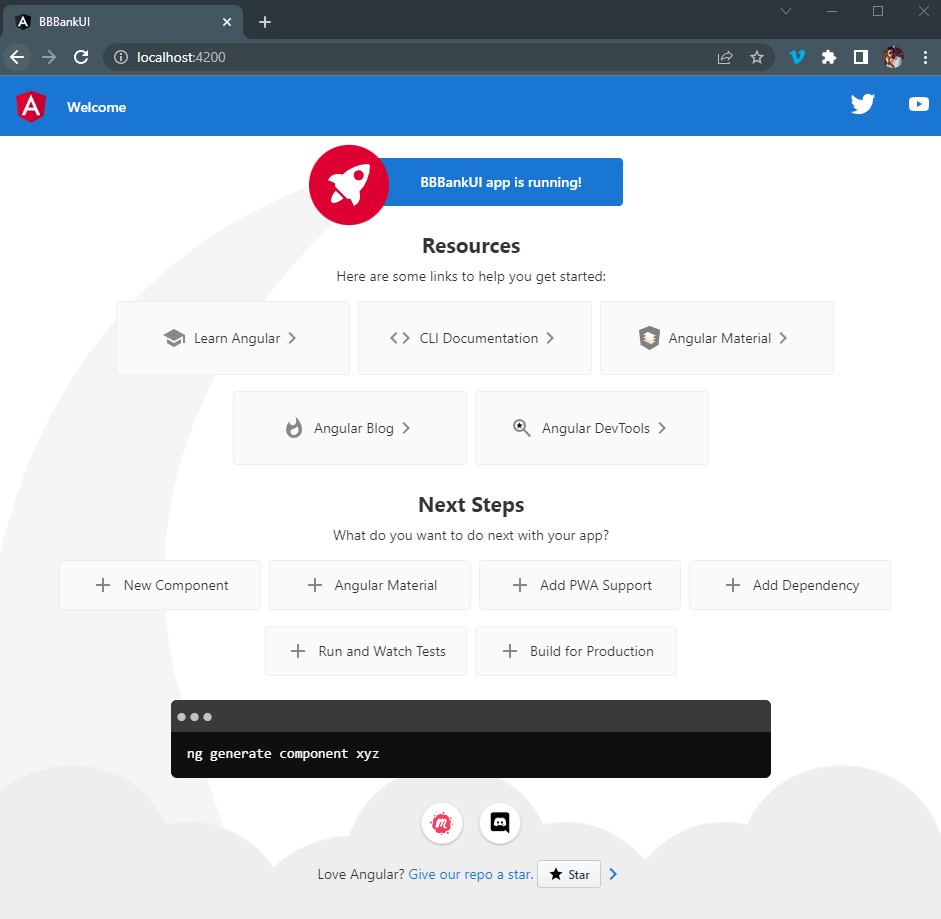 BBBankUI
localhost:4200
Welcome
BBBankUI app is running!
Resources
Here are some links to help you get started:
Learn Angular
CLI Documentation
Angular Material
Angular Blog
Angular DevTools
Next Steps
What do you want to do next with your app?
New Component
Angular Material
Add PWA Support
Add Dependency
Run and Watch Tests
Build for Production
ng generate component xyz
Love Angular? Give our repo a star. Star